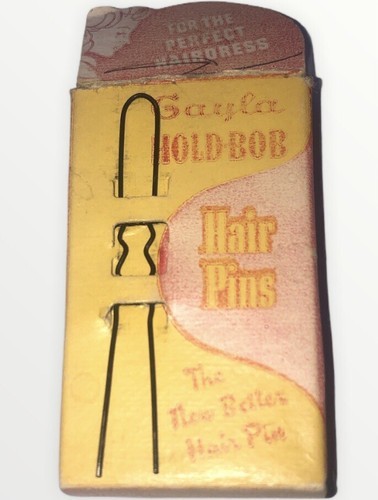 FOR THE
PERFECT
HAIRDRESS
Gayla
HOLD-BOB
Hair
Pins
The
New Better
Hair Pin